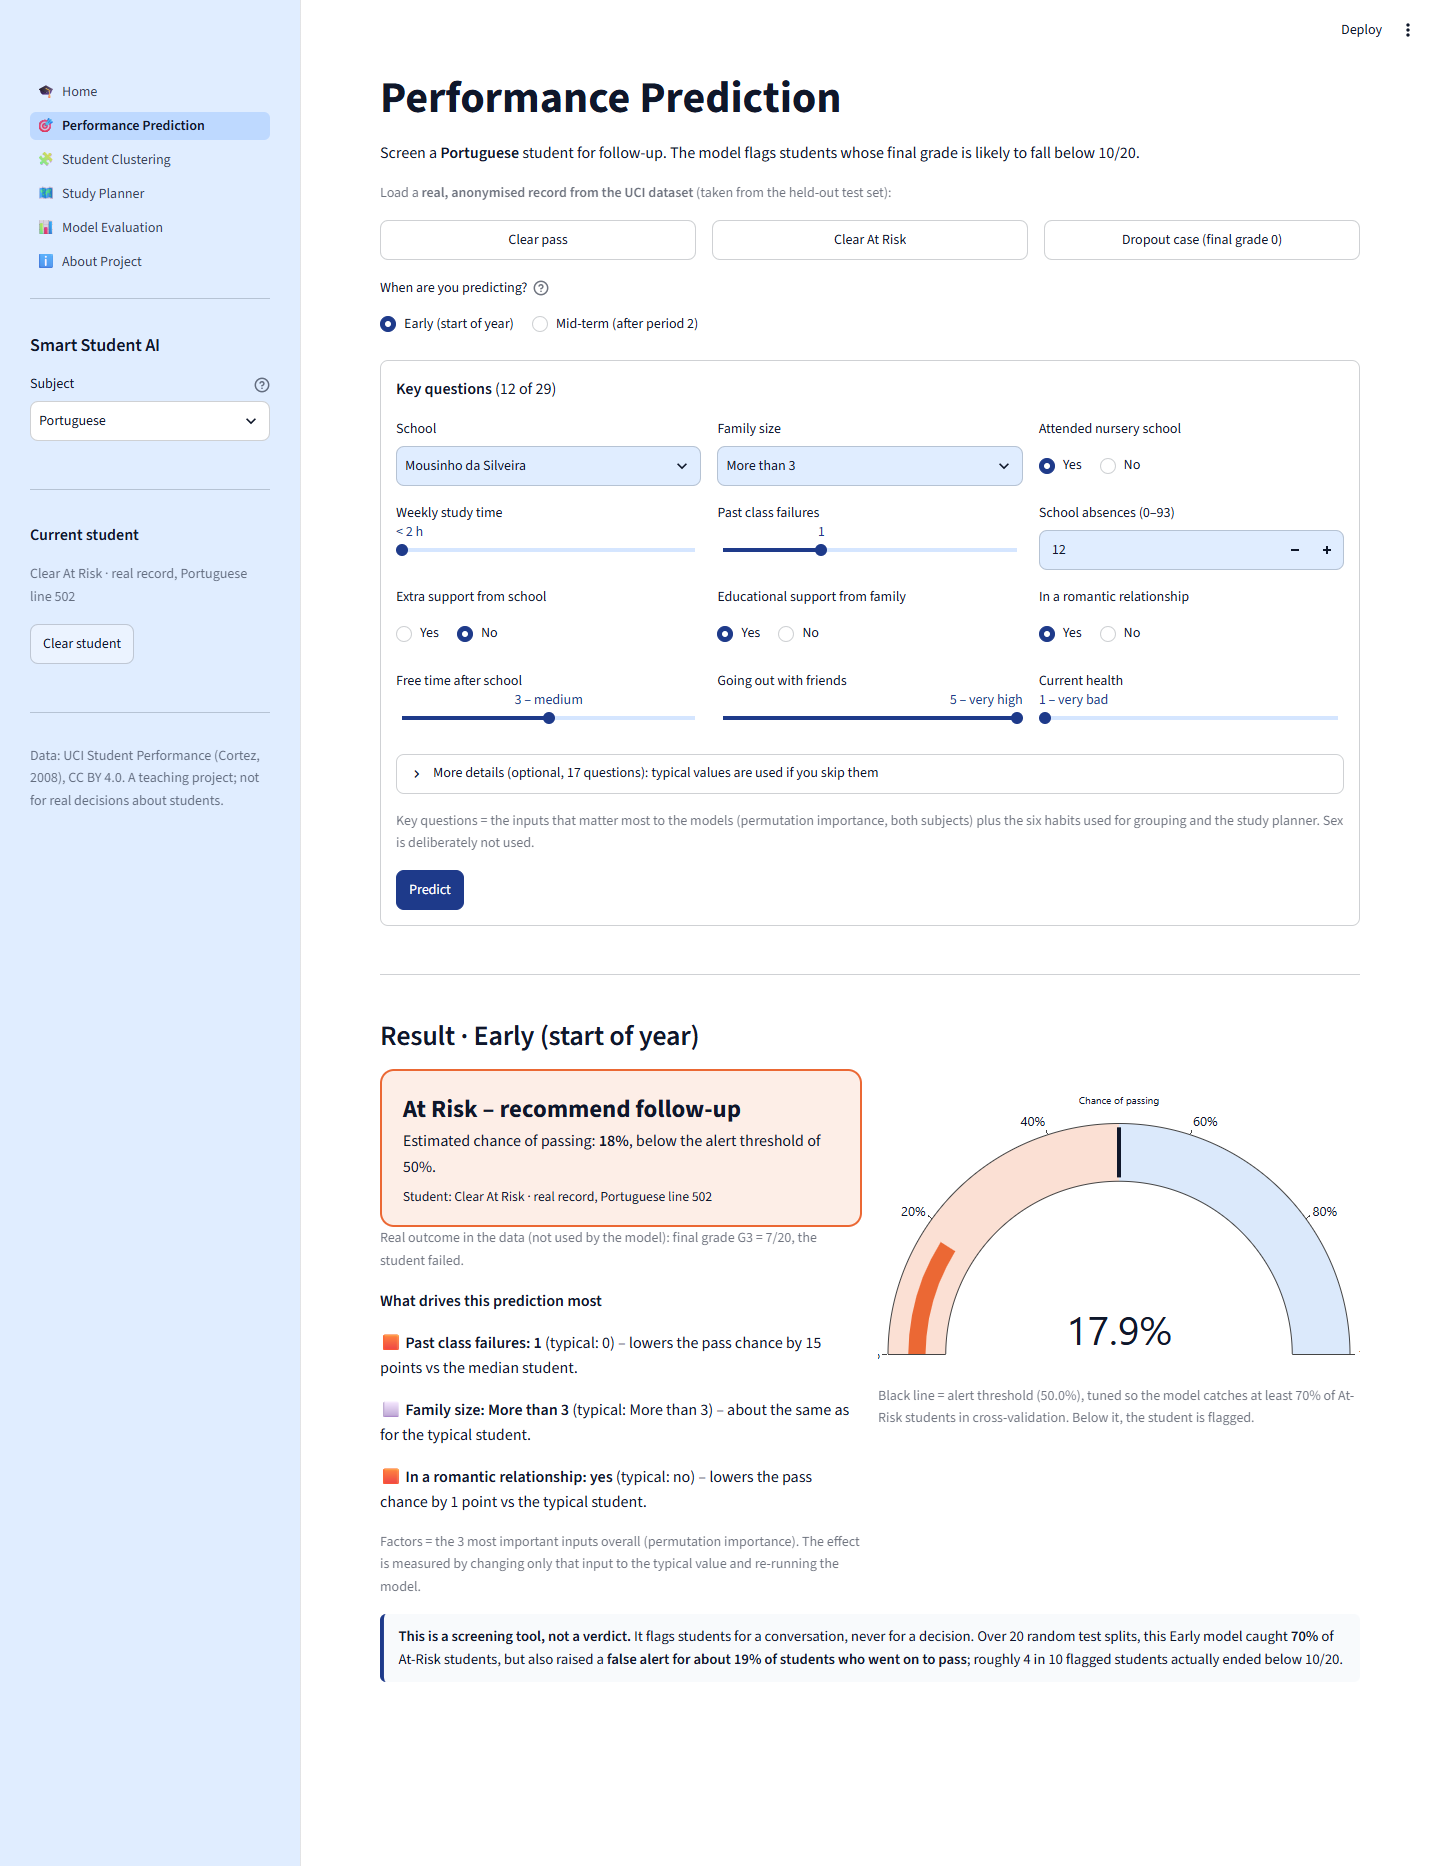 Deploy
Home
Performance Prediction
Student Clustering
Study Planner
Model Evaluation
About Project
Smart Student AI
Subject
Portuguese
Current student
Clear At Risk · real record, Portuguese
line 502
Clear student
Data: UCI Student Performance (Cortez,
2008), CC BY 4.0. A teaching project; not
for real decisions about students.
Performance Prediction
Screen a Portuguese student for follow-up. The model flags students whose final grade is likely to fall below 10/20.
Load a real, anonymised record from the UCI dataset (taken from the held-out test set):
Clear pass
Clear At Risk
Dropout case (final grade 0)
When are you predicting?
Early (start of year)
Mid-term (after period 2)
Key questions (12 of 29)
School
Family size
Attended nursery school
Mousinho da Silveira
More than 3
Yes
No
Weekly study time
Past class failures
School absences (0–93)
< 2 h
1
12
Extra support from school
Educational support from family
In a romantic relationship
Yes
No
Yes
No
Yes
No
Free time after school
Going out with friends
Current health
3 – medium
5 – very high
1 – very bad
More details (optional, 17 questions): typical values are used if you skip them
Key questions = the inputs that matter most to the models (permutation importance, both subjects) plus the six habits used for grouping and the study planner. Sex
is deliberately not used.
Predict
Result · Early (start of year)
At Risk – recommend follow-up
Estimated chance of passing: 18%, below the alert threshold of
50%.
Student: Clear At Risk · real record, Portuguese line 502
Real outcome in the data (not used by the model): final grade G3 = 7/20, the
student failed.
What drives this prediction most
Past class failures: 1 (typical: 0) – lowers the pass chance by 15
points vs the median student.
Family size: More than 3 (typical: More than 3) – about the same as
for the typical student.
In a romantic relationship: yes (typical: no) – lowers the pass
chance by 1 point vs the typical student.
Factors = the 3 most important inputs overall (permutation importance). The effect
is measured by changing only that input to the typical value and re-running the
model.
Chance of passing
20%
40%
60%
80%
17.9%
Black line = alert threshold (50.0%), tuned so the model catches at least 70% of At-
Risk students in cross-validation. Below it, the student is flagged.
This is a screening tool, not a verdict. It flags students for a conversation, never for a decision. Over 20 random test splits, this Early model caught 70% of
At-Risk students, but also raised a false alert for about 19% of students who went on to pass; roughly 4 in 10 flagged students actually ended below 10/20.